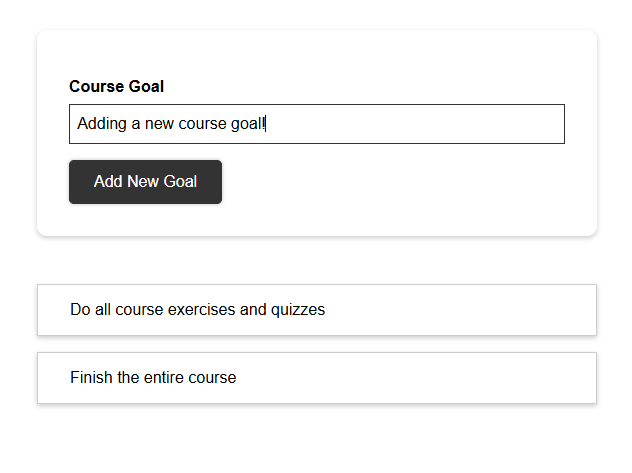 Course Goal
Adding a new course goal!
Add New Goal
Do all course exercises and quizzes
Finish the entire course